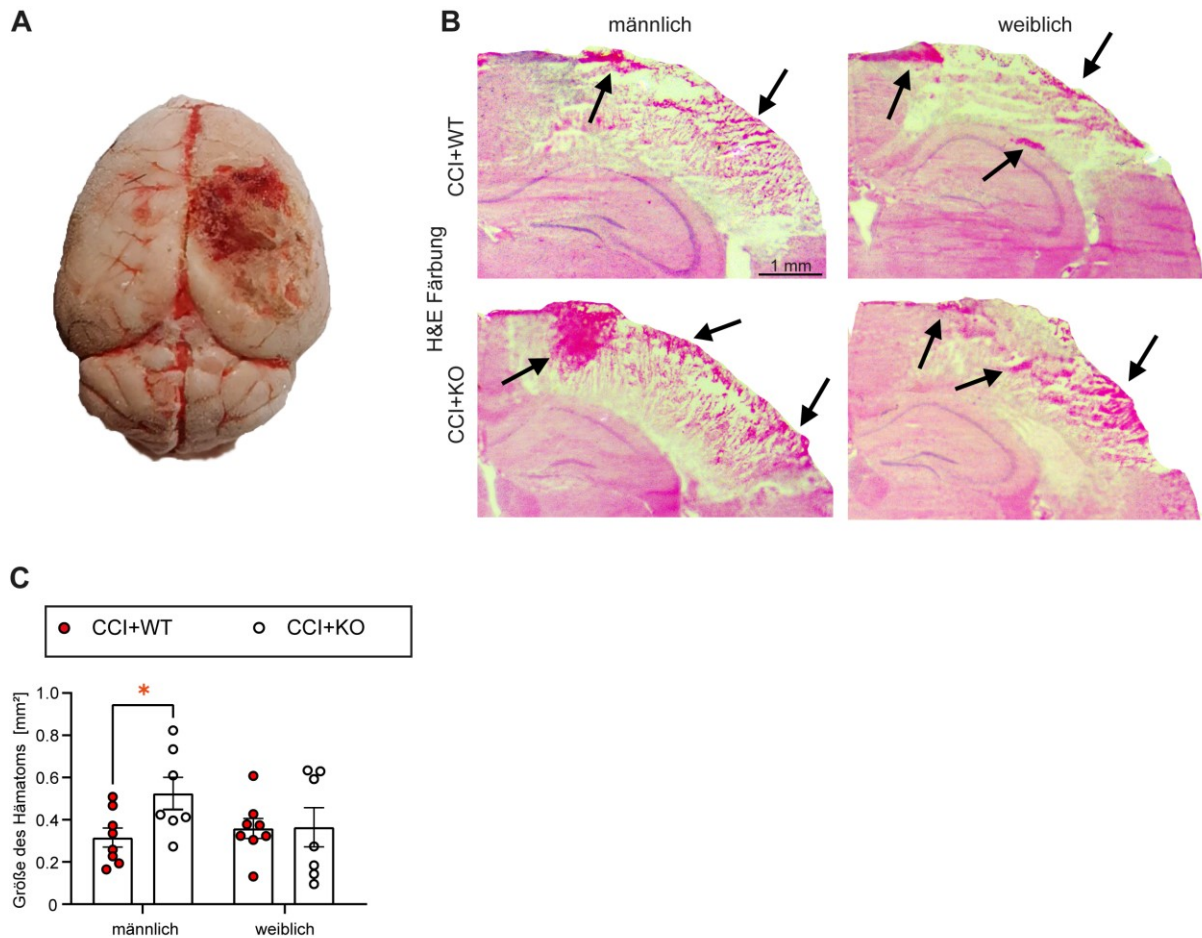 A
B
männlich
weiblich
CCI+WT
H&E Färbung
CCI+KO
1 mm
C
CCI+WT
CCI+KO
*
Größe des Hämatoms [mm²]
1.0
0.8
0.6
0.4
0.2
0
männlich
weiblich